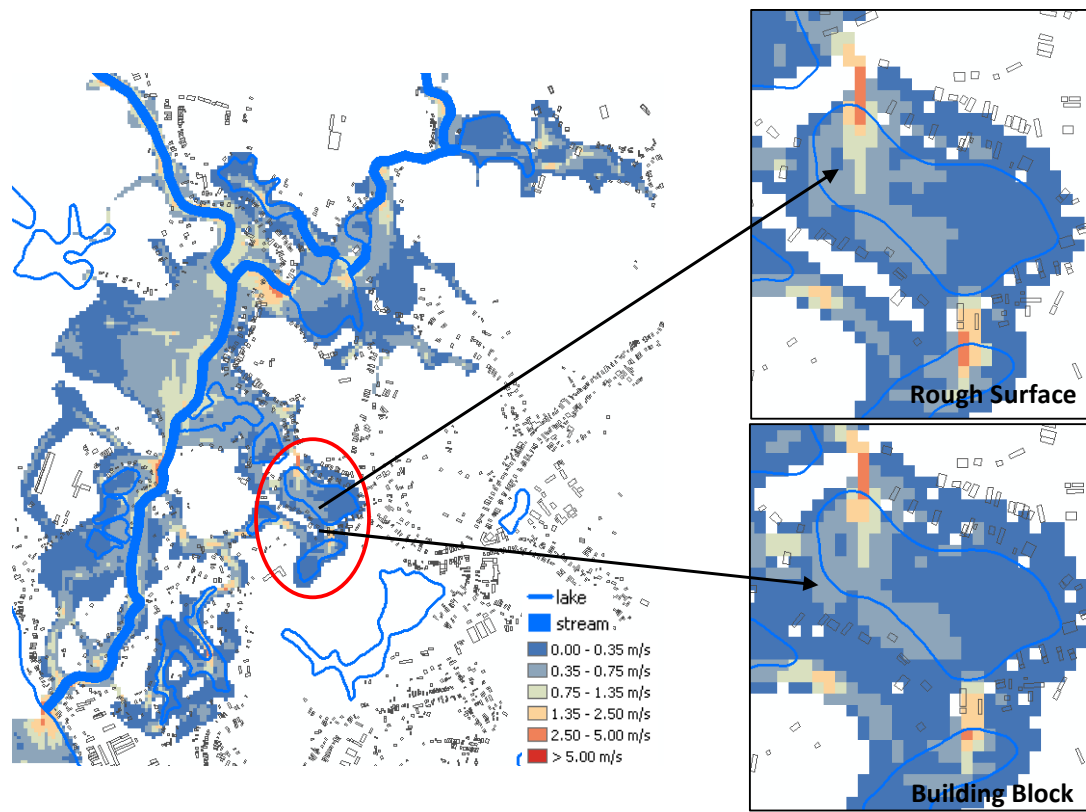 Rough Surface
lake
stream
0.00 - 0.35 m/s
0.35 - 0.75 m/s
0.75 - 1.35 m/s
1.35 - 2.50 m/s
2.50 - 5.00 m/s
> 5.00 m/s
Building Block